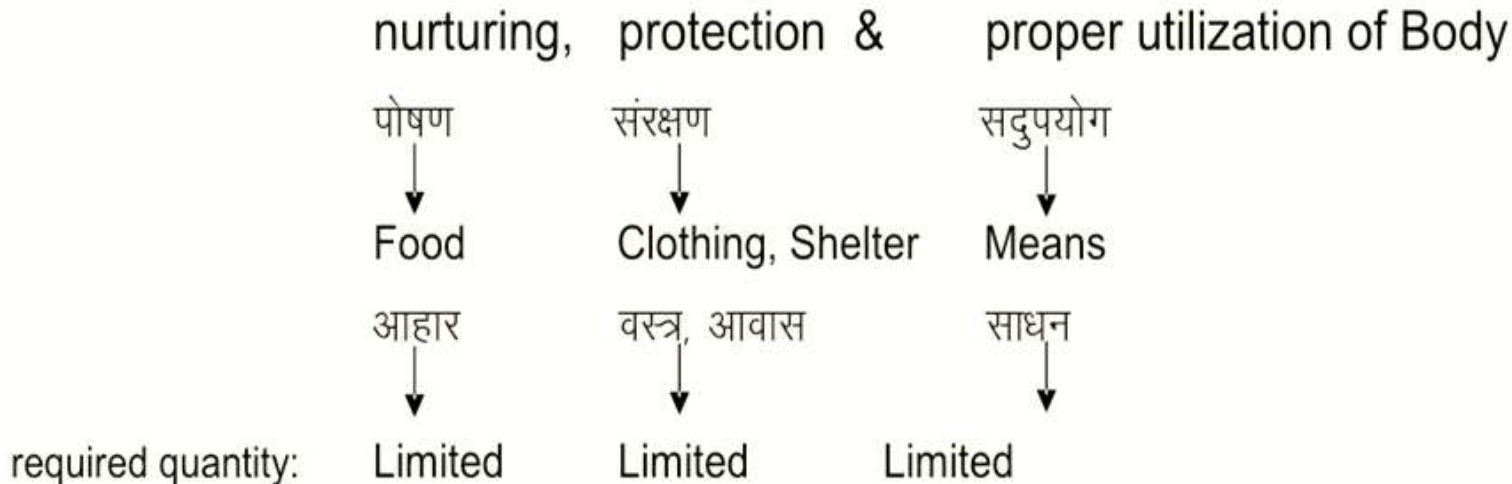 nurturing, protection & proper utilization of Body
पोषण संरक्षण सदुपयोग
Food Clothing, Shelter Means
आहार वस्त्र, आवास साधन
required quantity: Limited Limited Limited